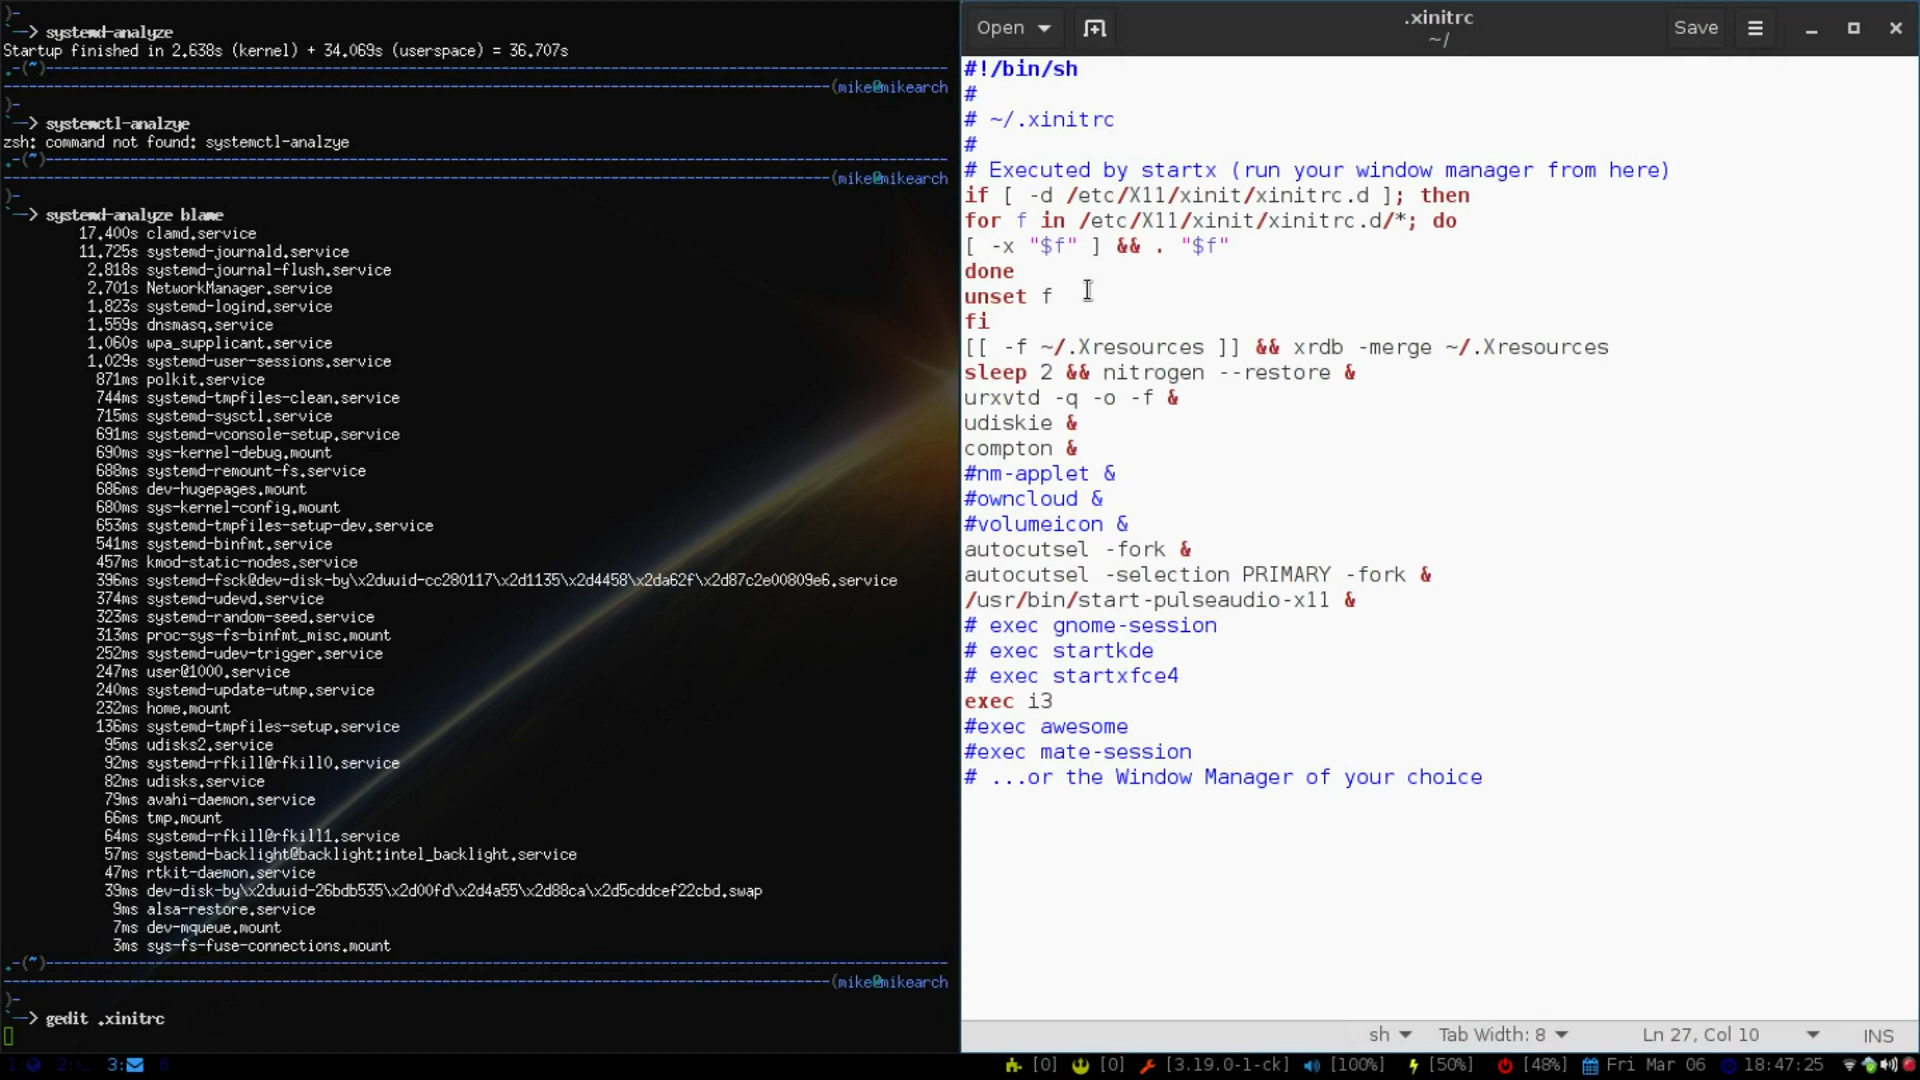 )-
`--> systemd-analyze
Startup finished in 2.638s (kernel) + 34.069s (userspace) = 36.707s
.-(~)
(mike@mikearch
)-
`--> systemctl-analzye
zsh: command not found: systemctl-analzye
.-(~)
(mike@mikearch
)-
`--> systemd-analyze blame
17.400s clamd.service
11.725s systemd-journald.service
2.818s systemd-journal-flush.service
2.701s NetworkManager.service
1.823s systemd-logind.service
1.559s dnsmasq.service
1.060s wpa_supplicant.service
1.029s systemd-user-sessions.service
871ms polkit.service
744ms systemd-tmpfiles-clean.service
715ms systemd-sysctl.service
691ms systemd-vconsole-setup.service
690ms sys-kernel-debug.mount
688ms systemd-remount-fs.service
686ms dev-hugepages.mount
680ms sys-kernel-config.mount
653ms systemd-tmpfiles-setup-dev.service
541ms systemd-binfmt.service
457ms kmod-static-nodes.service
396ms systemd-fsck@dev-disk-by\x2duuid-cc280117\x2d1135\x2d4458\x2da62f\x2d87c2e00809e6.service
374ms systemd-udevd.service
323ms systemd-random-seed.service
313ms proc-sys-fs-binfmt_misc.mount
252ms systemd-udev-trigger.service
247ms user@1000.service
240ms systemd-update-utmp.service
232ms home.mount
136ms systemd-tmpfiles-setup.service
95ms udisks2.service
92ms systemd-rfkill@rfkill0.service
82ms udisks.service
79ms avahi-daemon.service
66ms tmp.mount
64ms systemd-rfkill@rfkill1.service
57ms systemd-backlight@backlight:intel_backlight.service
47ms rtkit-daemon.service
39ms dev-disk-by\x2duuid-26bdb535\x2d00fd\x2d4a55\x2d88ca\x2d5cddcef22cbd.swap
9ms alsa-restore.service
7ms dev-mqueue.mount
3ms sys-fs-fuse-connections.mount
.-(~)
(mike@mikearch
)-
`--> gedit .xinitrc
Open
.xinitrc
~/
Save
#!/bin/sh
#
# ~/.xinitrc
#
# Executed by startx (run your window manager from here)
if [ -d /etc/X11/xinit/xinitrc.d ]; then
for f in /etc/X11/xinit/xinitrc.d/*; do
[ -x "$f" ] && . "$f"
done
unset f
fi
[[ -f ~/.Xresources ]] && xrdb -merge ~/.Xresources
sleep 2 && nitrogen --restore &
urxvtd -q -o -f &
udiskie &
compton &
#nm-applet &
#owncloud &
#volumeicon &
autocutsel -fork &
autocutsel -selection PRIMARY -fork &
/usr/bin/start-pulseaudio-x11 &
# exec gnome-session
# exec startkde
# exec startxfce4
exec i3
#exec awesome
#exec mate-session
# ...or the Window Manager of your choice
sh Tab Width: 8 Ln 27, Col 10 INS
1: 2: 3: 6 [0] [0] [3.19.0-1-ck] [100%] [50%] [48%] Fri Mar 06 18:47:25